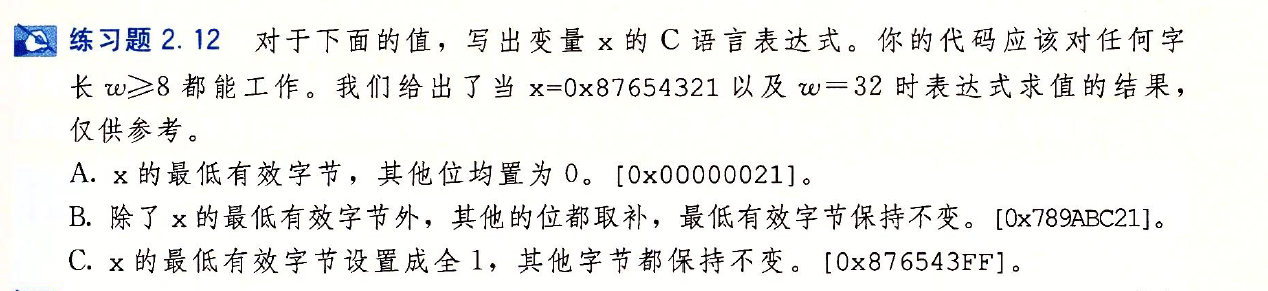 练习题 2.12 对于下面的值，写出变量 x 的 C 语言表达式。你的代码应该对任何字
长 w⩾8 都能工作。我们给出了当 x=0x87654321 以及 w=32 时表达式求值的结果，
仅供参考。
A. x 的最低有效字节，其他位均置为 0。[0x00000021]。
B. 除了 x 的最低有效字节外，其他的位都取补，最低有效字节保持不变。[0x789ABC21]。
C. x 的最低有效字节设置成全 1，其他字节都保持不变。[0x876543FF]。